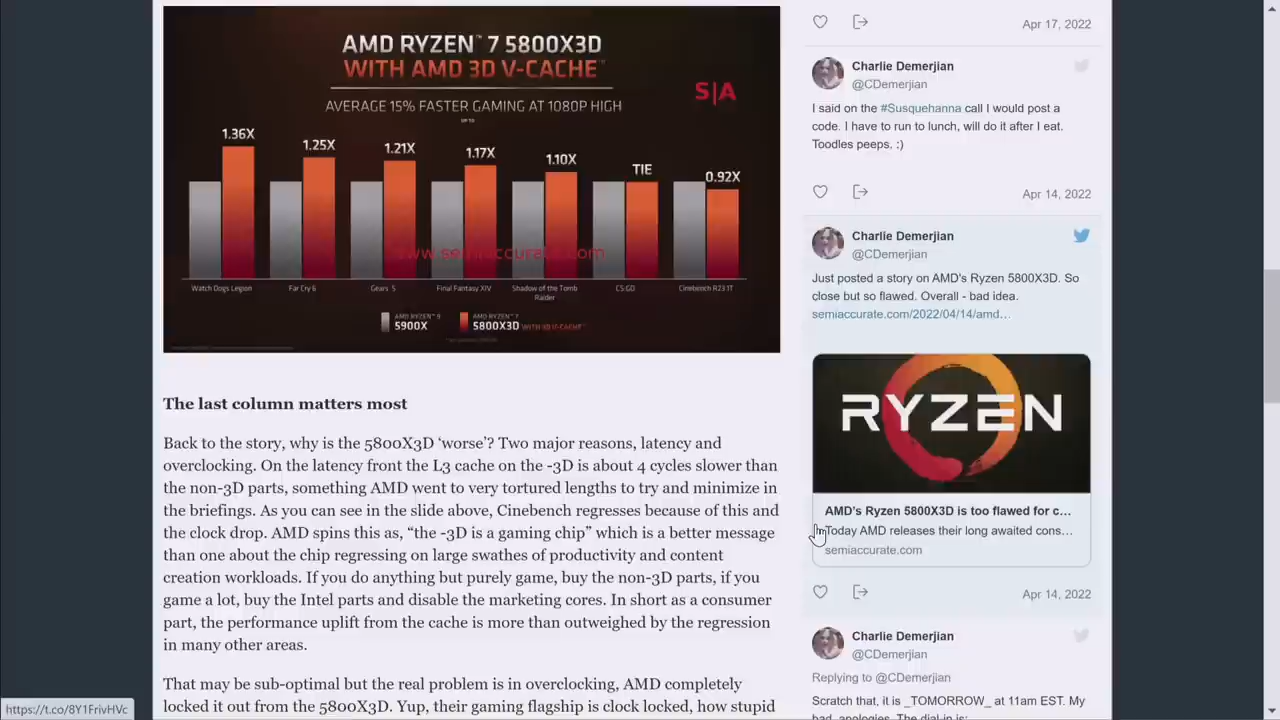 AMD RYZEN™ 7 5800X3D
WITH AMD 3D V-CACHE™
S|A
AVERAGE 15% FASTER GAMING AT 1080P HIGH
UP TO
1.36X
1.25X
1.21X
1.17X
1.10X
TIE
0.92X
www.semiaccurate.com
Watch Dogs Legion
Far Cry 6
Gears 5
Final Fantasy XIV
Shadow of the Tomb
Raider
CS:GO
Cinebench R23 1T
AMD RYZEN™ 9
5900X
AMD RYZEN™ 7
5800X3D WITH 3D V-CACHE™
The last column matters most
Back to the story, why is the 5800X3D ‘worse’? Two major reasons, latency and
overclocking. On the latency front the L3 cache on the -3D is about 4 cycles slower than
the non-3D parts, something AMD went to very tortured lengths to try and minimize in
the briefings. As you can see in the slide above, Cinebench regresses because of this and
the clock drop. AMD spins this as, “the -3D is a gaming chip” which is a better message
than one about the chip regressing on large swathes of productivity and content
creation workloads. If you do anything but purely game, buy the non-3D parts, if you
game a lot, buy the Intel parts and disable the marketing cores. In short as a consumer
part, the performance uplift from the cache is more than outweighed by the regression
in many other areas.
That may be sub-optimal but the real problem is in overclocking, AMD completely
locked it out from the 5800X3D. Yup, their gaming flagship is clock locked, how stupid
Apr 17, 2022
Charlie Demerjian
@CDemerjian
I said on the #Susquehanna call I would post a
code. I have to run to lunch, will do it after I eat.
Toodles peeps. :)
Apr 14, 2022
Charlie Demerjian
@CDemerjian
Just posted a story on AMD's Ryzen 5800X3D. So
close but so flawed. Overall - bad idea.
semiaccurate.com/2022/04/14/amd…
RYZEN
AMD's Ryzen 5800X3D is too flawed for c...
Today AMD releases their long awaited cons...
semiaccurate.com
Apr 14, 2022
Charlie Demerjian
@CDemerjian
Replying to @CDemerjian
Scratch that, it is _TOMORROW_ at 11am EST. My
bad, apologies. The dial-in is:
https://t.co/8Y1FrivHVc